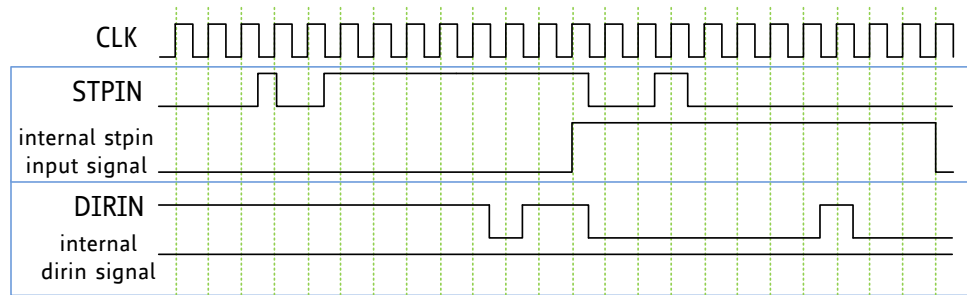 CLK
STPIN
internal stpin
input signal
DIRIN
internal
dirin signal